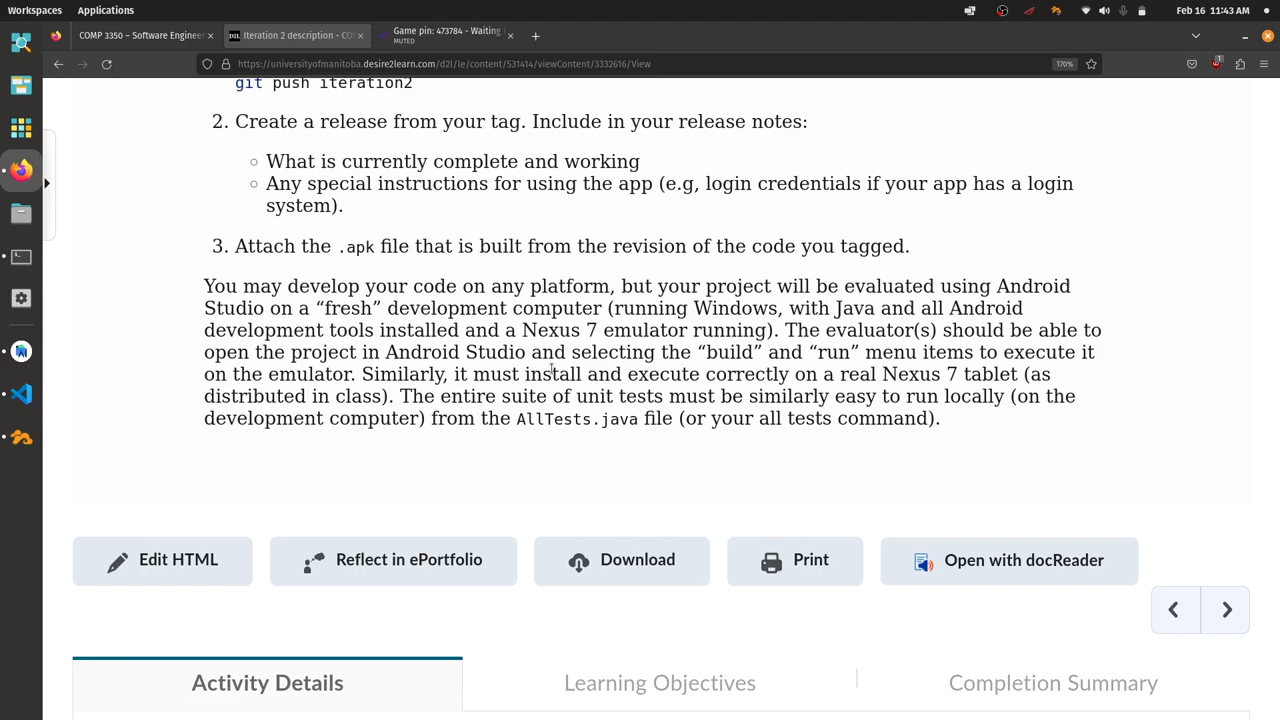 Workspaces Applications Feb 16 11:43 AM
COMP 3350 – Software Enginee Iteration 2 description - CO Game pin: 473784 - Waiting
MUTED
https://universityofmanitoba.desire2learn.com/d2l/le/content/531414/viewContent/3332616/View 170% 1
git push iteration2
2. Create a release from your tag. Include in your release notes:
What is currently complete and working
Any special instructions for using the app (e.g, login credentials if your app has a login
system).
3. Attach the .apk file that is built from the revision of the code you tagged.
You may develop your code on any platform, but your project will be evaluated using Android
Studio on a “fresh” development computer (running Windows, with Java and all Android
development tools installed and a Nexus 7 emulator running). The evaluator(s) should be able to
open the project in Android Studio and selecting the “build” and “run” menu items to execute it
on the emulator. Similarly, it must install and execute correctly on a real Nexus 7 tablet (as
distributed in class). The entire suite of unit tests must be similarly easy to run locally (on the
development computer) from the AllTests.java file (or your all tests command).
Edit HTML Reflect in ePortfolio Download Print Open with docReader
Activity Details Learning Objectives Completion Summary